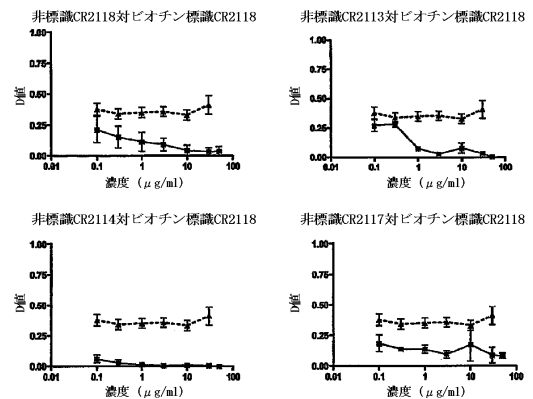 非標識CR2118対ビオチン標識CR2118
1.00
0.75
D値
0.50
0.25
0.00
0.01 0.1 1 10 100
濃度 (μg/ml)
非標識CR2113対ビオチン標識CR2118
1.00
0.75
D値
0.50
0.25
0.00
0.01 0.1 1 10 100
濃度 (μg/ml)
非標識CR2114対ビオチン標識CR2118
1.00
0.75
D値
0.50
0.25
0.00
0.01 0.1 1 10 100
濃度 (μg/ml)
非標識CR2117対ビオチン標識CR2118
1.00
0.75
D値
0.50
0.25
0.00
0.01 0.1 1 10 100
濃度 (μg/ml)